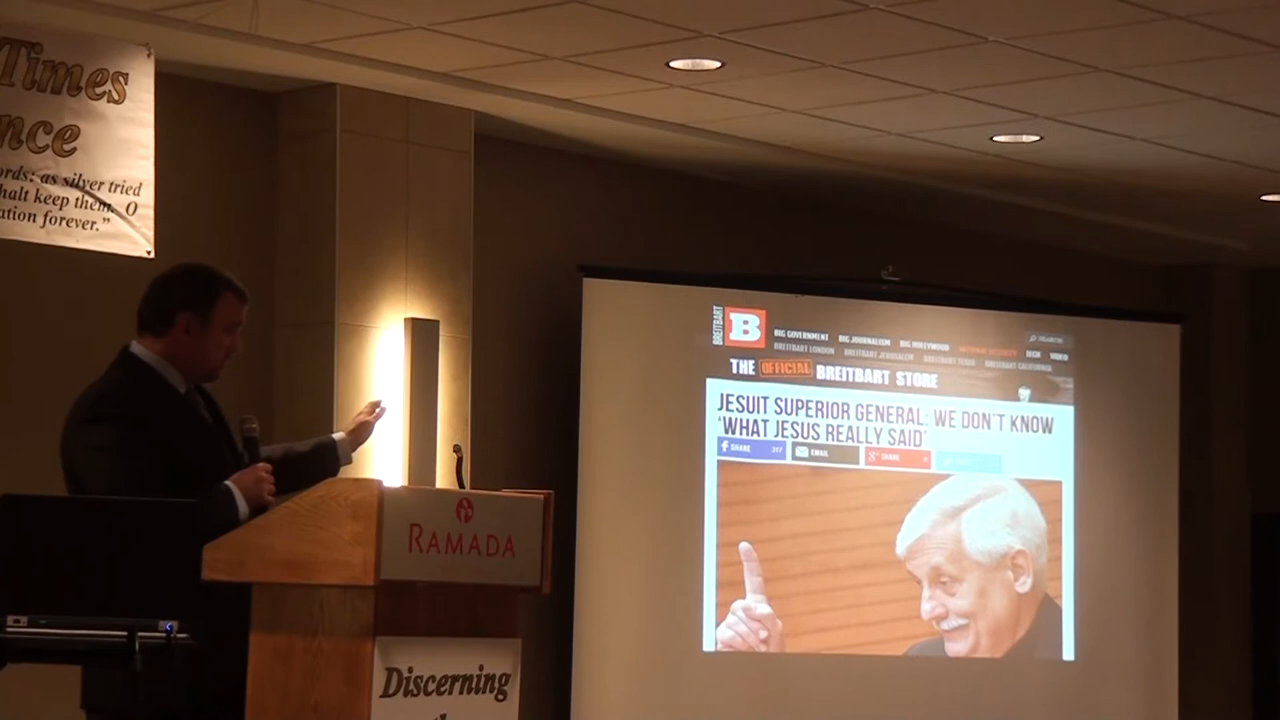 Times
nce
ords: as silver tried
halt keep them, O
ation forever."
BREITBART
B
BIG GOVERNMENT BIG JOURNALISM BIG HOLLYWOOD NATIONAL SECURITY TECH VIDEO
BREITBART LONDON BREITBART JERUSALEM BREITBART TEXAS BREITBART CALIFORNIA
THE OFFICIAL BREITBART STORE
JESUIT SUPERIOR GENERAL: WE DON'T KNOW
'WHAT JESUS REALLY SAID'
f SHARE 317 EMAIL g+ SHARE
RAMADA
Discerning